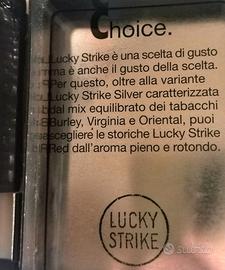 Choice.
Lucky Strike è una scelta di gusto
è anche il gusto della scelta.
Per questo, oltre alla variante
Lucky Strike Silver caratterizzata
dal mix equilibrato dei tabacchi
Burley, Virginia e Oriental, puoi
scegliere le storiche Lucky Strike
Red dall'aroma pieno e rotondo.
LUCKY
STRIKE